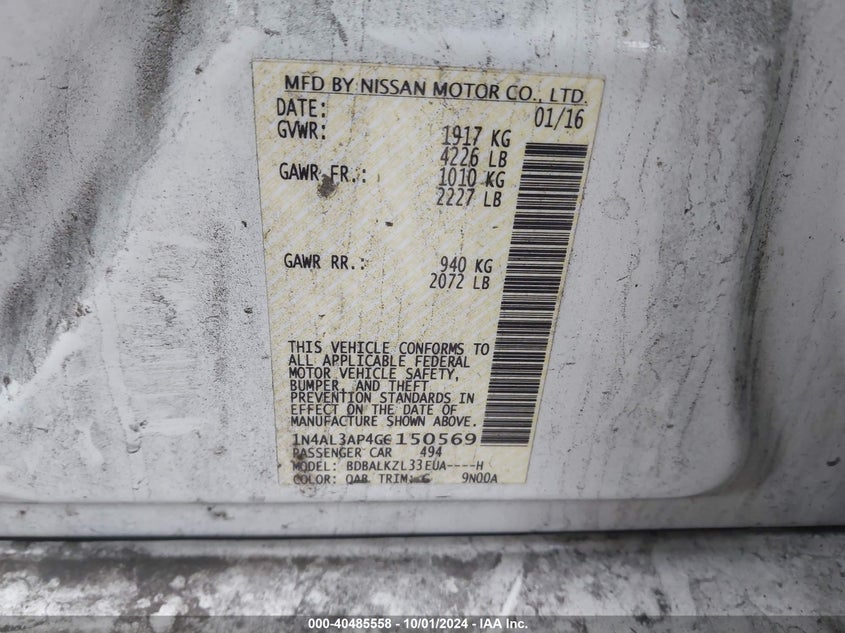 MFD BY NISSAN MOTOR CO., LTD.
DATE: 01/16
GVWR: 1917 KG
4226 LB
GAWR FR.: 1010 KG
2227 LB
GAWR RR.: 940 KG
2072 LB
THIS VEHICLE CONFORMS TO
ALL APPLICABLE FEDERAL
MOTOR VEHICLE SAFETY,
BUMPER, AND THEFT
PREVENTION STANDARDS IN
EFFECT ON THE DATE OF
MANUFACTURE SHOWN ABOVE.
1N4AL3AP4GC150569
PASSENGER CAR 494
MODEL: BDBALKZL33EUA----H
COLOR: QAB TRIM: G 9N00A
000-40485558 - 10/01/2024 - IAA Inc.